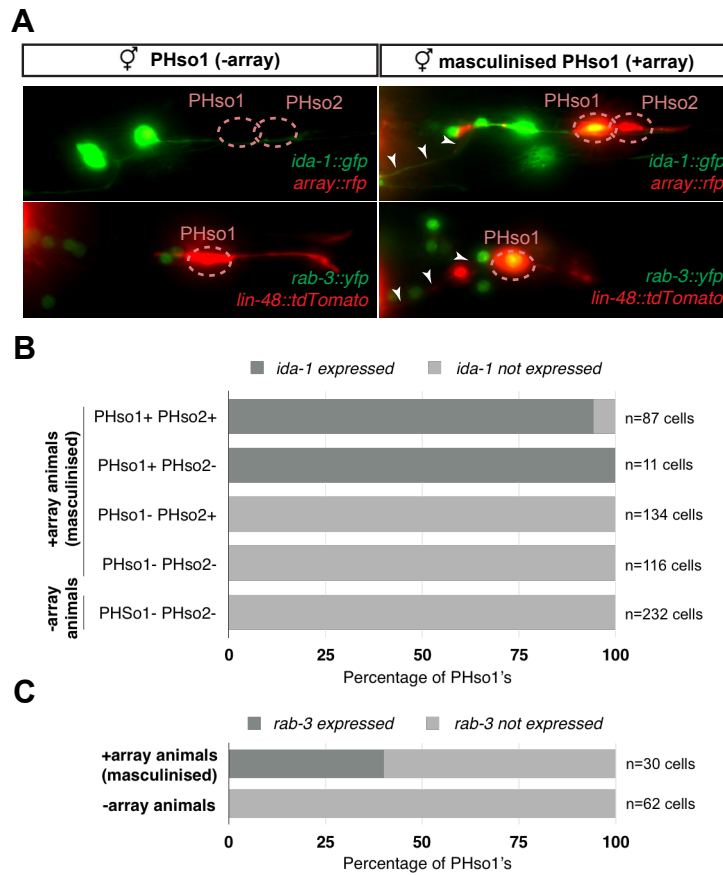 A
⚥ PHso1 (-array)
⚥ masculinised PHso1 (+array)
PHso1 PHso2
ida-1::gfp
array::rfp
PHso1 PHso2
ida-1::gfp
array::rfp
PHso1
rab-3::yfp
lin-48::tdTomato
PHso1
rab-3::yfp
lin-48::tdTomato
B
ida-1 expressed ida-1 not expressed
+array animals
(masculinised)
PHso1+ PHso2+ n=87 cells
PHso1+ PHso2- n=11 cells
PHso1- PHso2+ n=134 cells
PHso1- PHso2- n=116 cells
-array
animals
PHSo1- PHso2- n=232 cells
0 25 50 75 100
Percentage of PHso1's
C
rab-3 expressed rab-3 not expressed
+array animals
(masculinised) n=30 cells
-array animals n=62 cells
0 25 50 75 100
Percentage of PHso1's